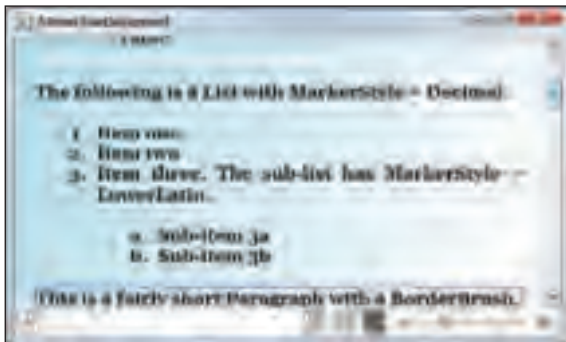 The following is a List with MarkerStyle = Decimal.
1. Item one.
2. Item two
3. Item three. The sub-list has MarkerStyle =
LowerLatin.
a. Sub-item 3a
b. Sub-item 3b
This is a fairly short Paragraph with a BorderBrush.